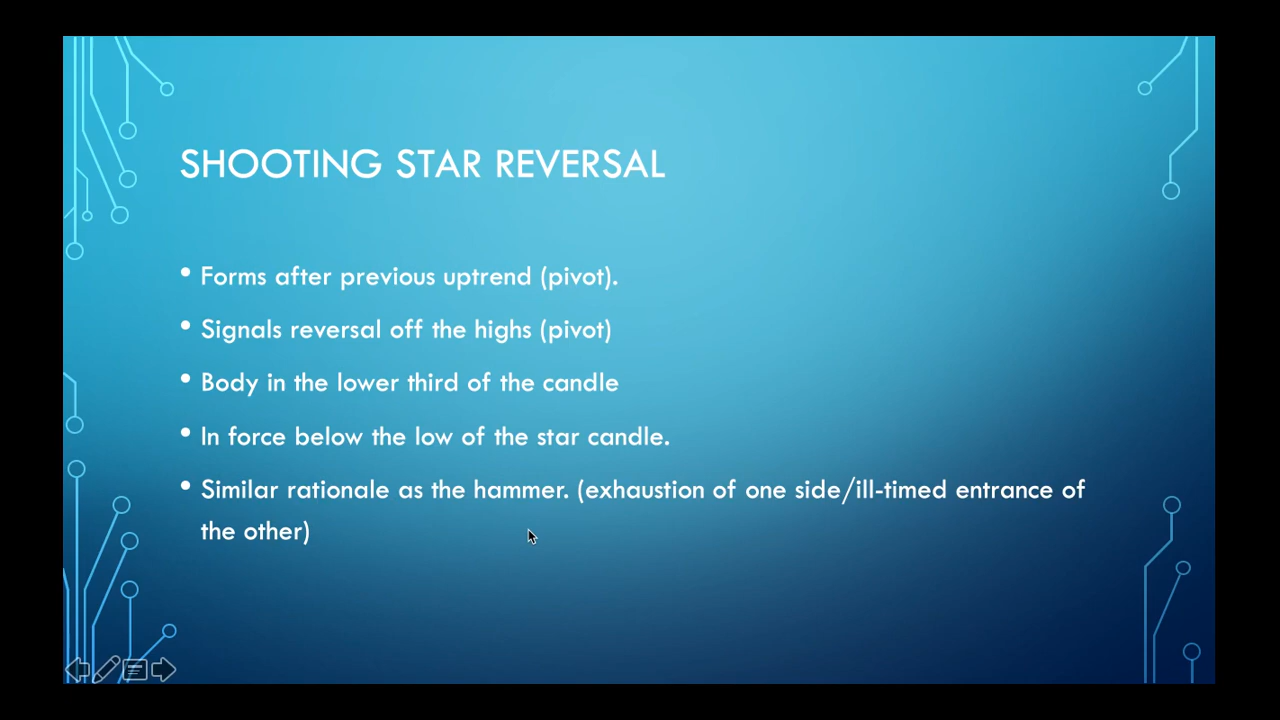 SHOOTING STAR REVERSAL
• Forms after previous uptrend (pivot).
• Signals reversal off the highs (pivot)
• Body in the lower third of the candle
• In force below the low of the star candle.
• Similar rationale as the hammer. (exhaustion of one side/ill-timed entrance of
the other)